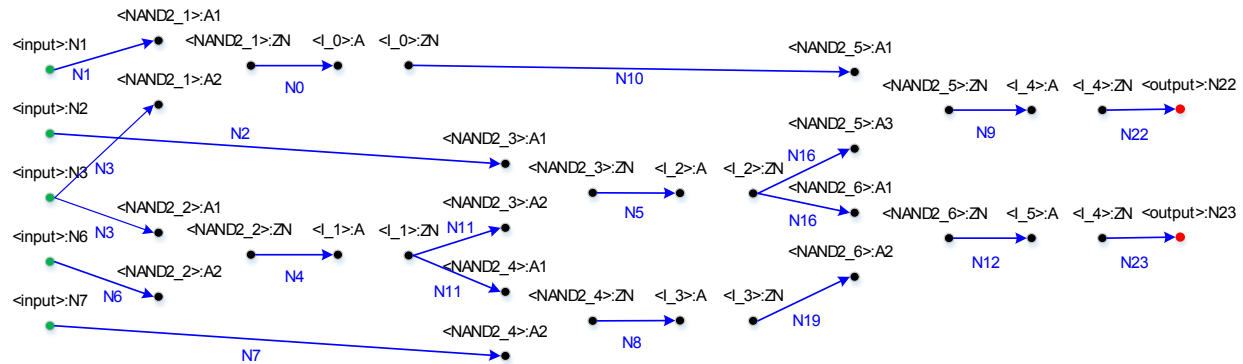 <NAND2_1>:A1
<input>:N1
<NAND2_1>:ZN
<I_0>:A
<I_0>:ZN
<NAND2_5>:A1
N1
<NAND2_1>:A2
N0
N10
<NAND2_5>:ZN
<I_4>:A
<I_4>:ZN
<output>:N22
<input>:N2
N2
<NAND2_3>:A1
<NAND2_5>:A3
N9
N22
<input>:N3
N3
<NAND2_3>:ZN
<I_2>:A
<I_2>:ZN
N16
<NAND2_2>:A1
<NAND2_3>:A2
<NAND2_6>:A1
N3
<NAND2_2>:ZN
<I_1>:A
<I_1>:ZN
N11
N5
N16
<NAND2_6>:ZN
<I_5>:A
<I_4>:ZN
<output>:N23
<input>:N6
<NAND2_2>:A2
N4
<NAND2_4>:A1
<NAND2_6>:A2
N12
N23
<input>:N7
N6
N11
<NAND2_4>:ZN
<I_3>:A
<I_3>:ZN
<NAND2_4>:A2
N8
N19
N7